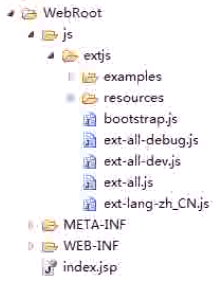 WebRoot
js
extjs
examples
resources
bootstrap.js
ext-all-debug.js
ext-all-dev.js
ext-all.js
ext-lang-zh_CN.js
META-INF
WEB-INF
index.jsp